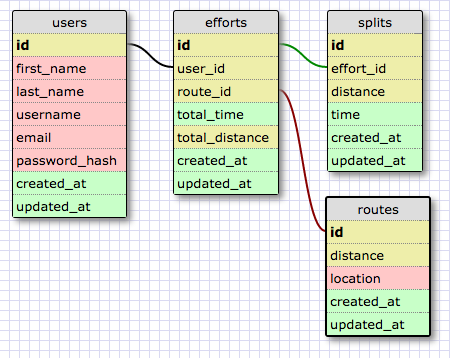 users
id
first_name
last_name
username
email
password_hash
created_at
updated_at
efforts
id
user_id
route_id
total_time
total_distance
created_at
updated_at
splits
id
effort_id
distance
time
created_at
updated_at
routes
id
distance
location
created_at
updated_at